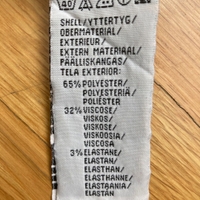 SHELL/YTTERTYG/
OBERMATERIAL/
EXTERIEUR/
EXTERN MATERIAAL/
PÄÄLLISKANGAS/
TELA EXTERIOR:
65% POLYESTER/
POLYESTERIÄ/
POLIÉSTER
32% VISCOSE/
VISKOS/
VISKOSE/
VISKOOSIA/
VISCOSA
3% ELASTANE/
ELASTAN/
ELASTHAN/
ELASTHANNE/
ELASTAANIA/
ELASTÁN